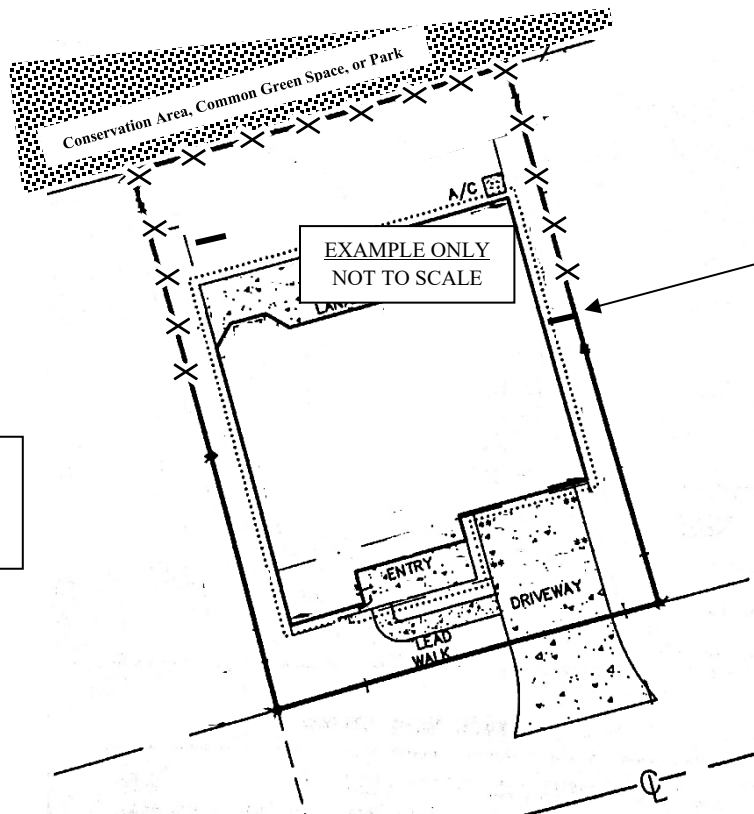 Conservation Area, Common Green Space, or Park
A/C
EXAMPLE ONLY
NOT TO SCALE
ENTRY
DRIVEWAY
LEAD
WALK
℄